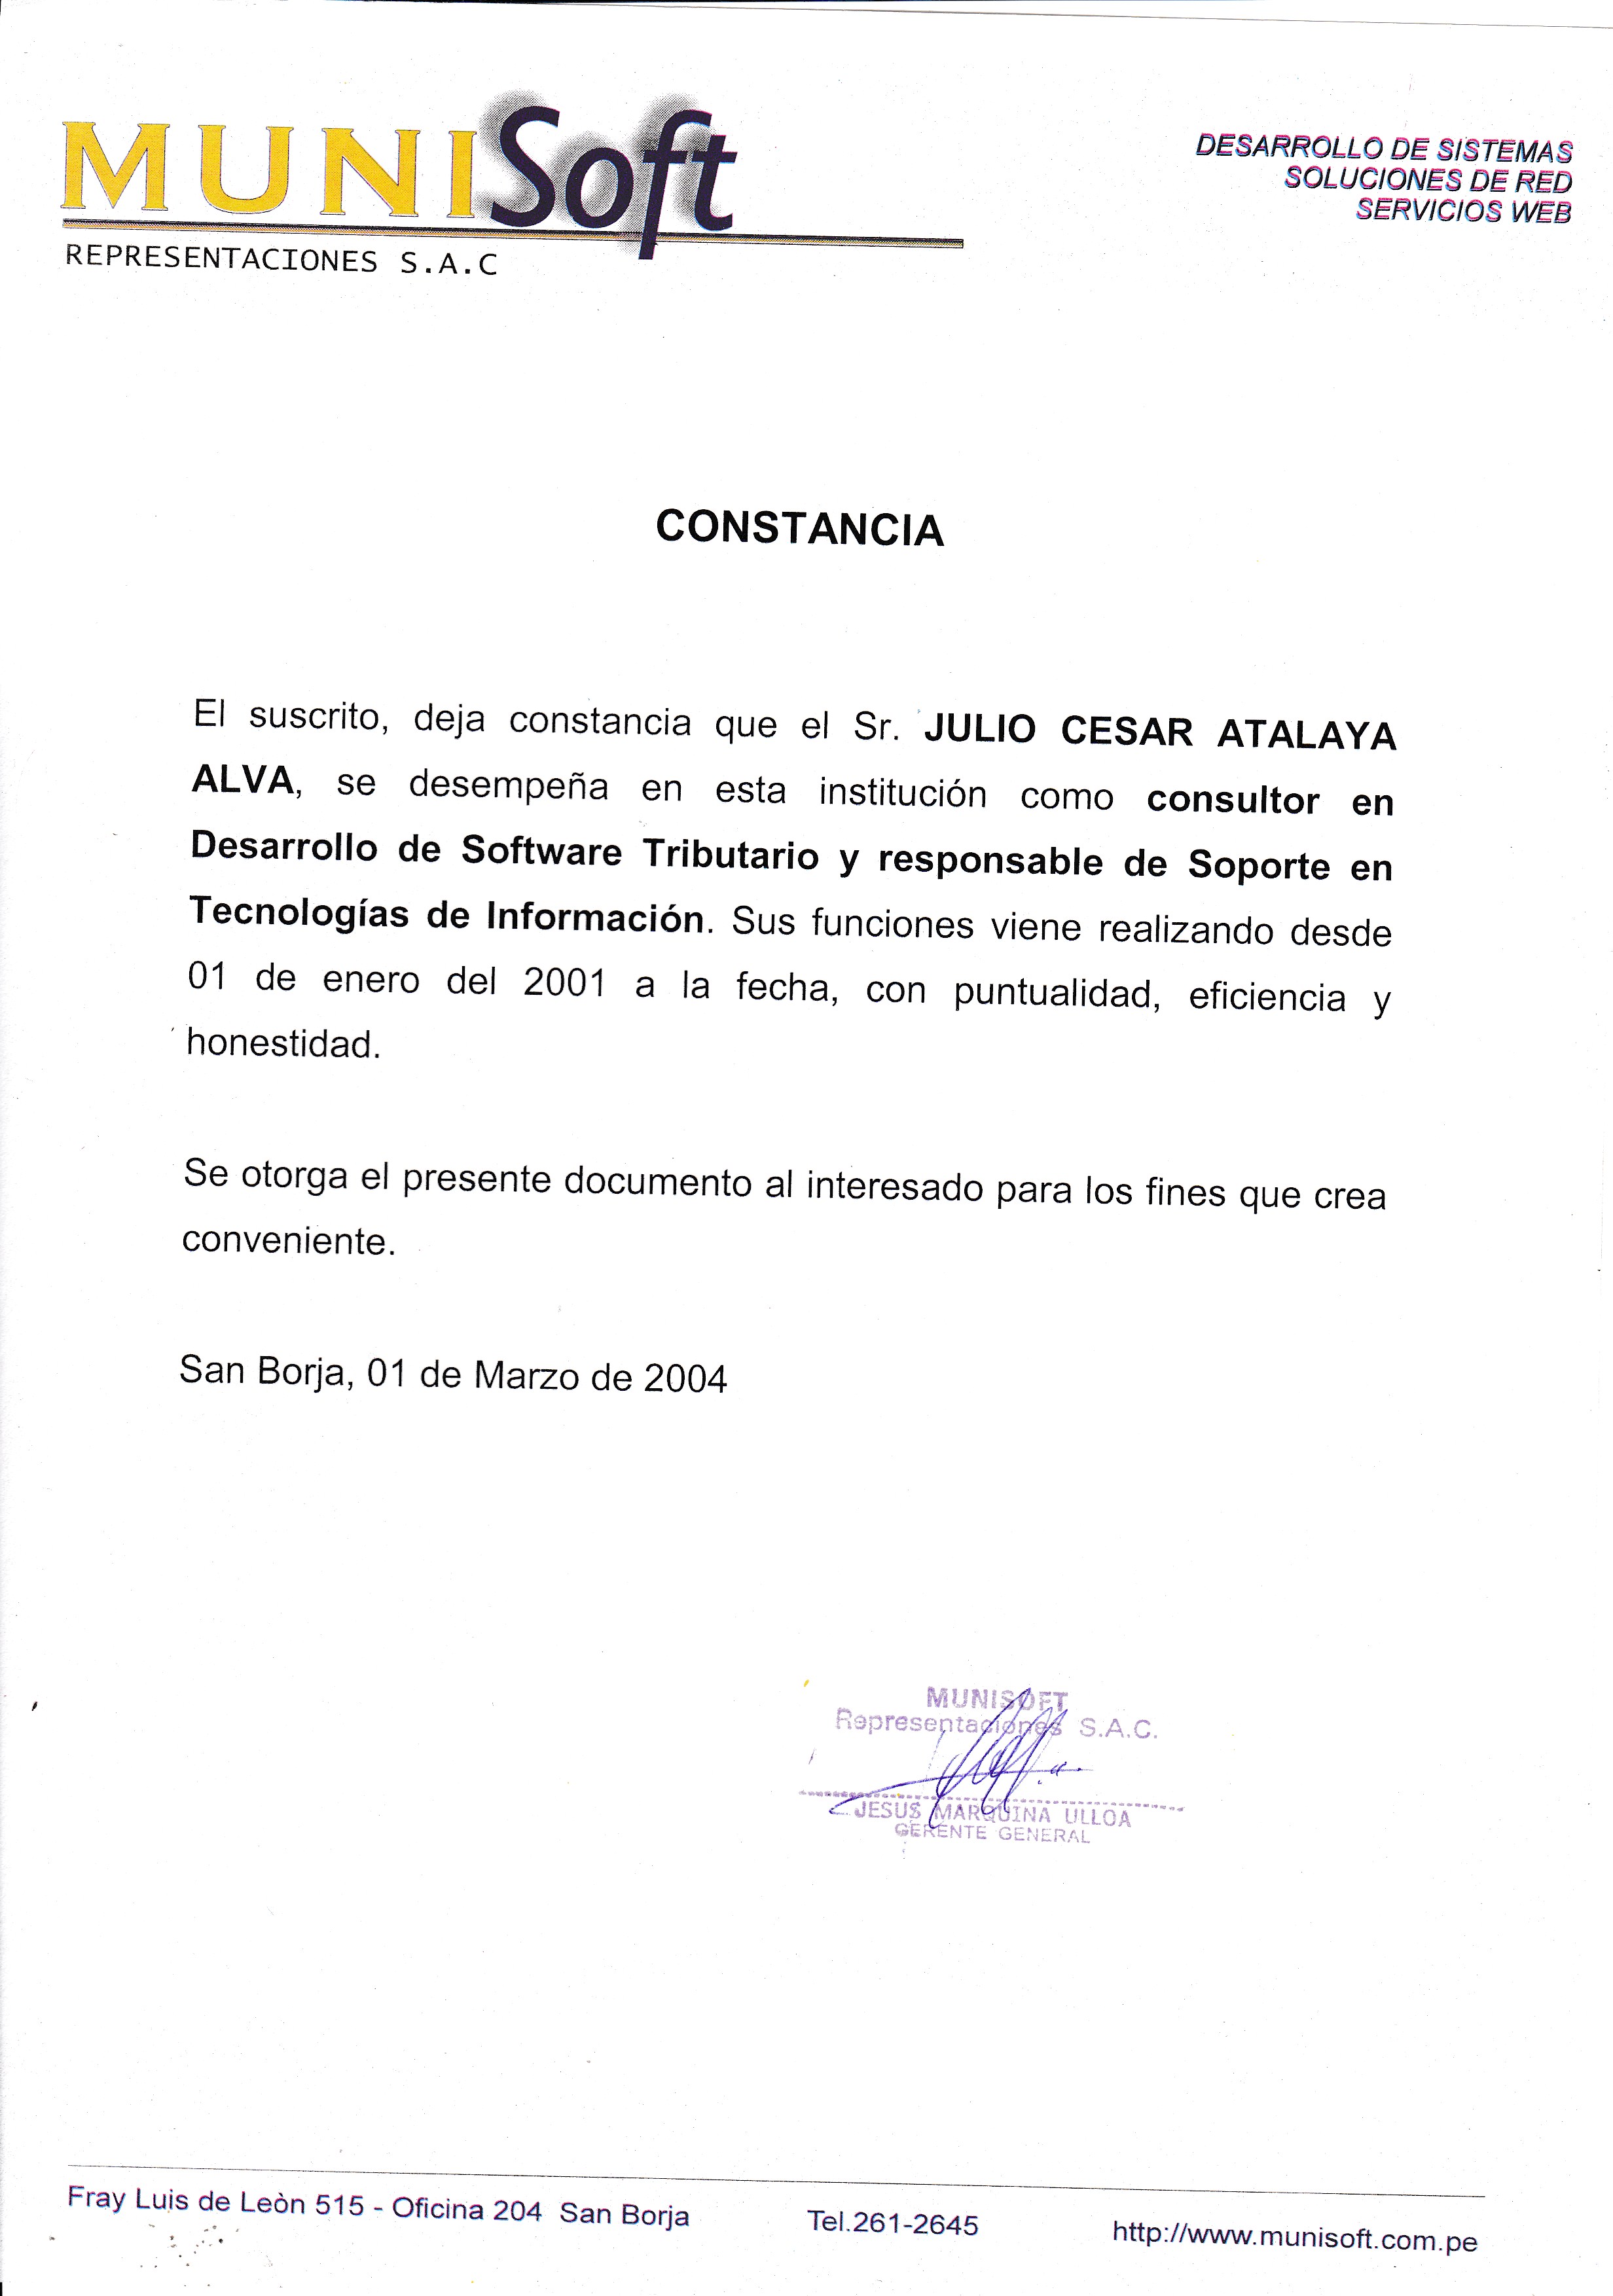 MUNISoft
REPRESENTACIONES S.A.C
DESARROLLO DE SISTEMAS
SOLUCIONES DE RED
SERVICIOS WEB
CONSTANCIA
El suscrito, deja constancia que el Sr. JULIO CESAR ATALAYA
ALVA, se desempeña en esta institución como consultor en
Desarrollo de Software Tributario y responsable de Soporte en
Tecnologías de Información. Sus funciones viene realizando desde
01 de enero del 2001 a la fecha, con puntualidad, eficiencia y
honestidad.
Se otorga el presente documento al interesado para los fines que crea
conveniente.
San Borja, 01 de Marzo de 2004
MUNISOFT
Representaciones S.A.C.
JESUS MARQUINA ULLOA
GERENTE GENERAL
Fray Luis de Leòn 515 - Oficina 204 San Borja
Tel.261-2645
http://www.munisoft.com.pe